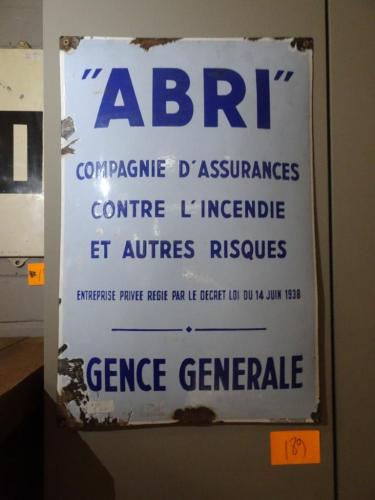 "ABRI"
COMPAGNIE D'ASSURANCES
CONTRE L'INCENDIE
ET AUTRES RISQUES
ENTREPRISE PRIVEE REGIE PAR LE DECRET LOI DU 14 JUIN 1938
AGENCE GENERALE
189